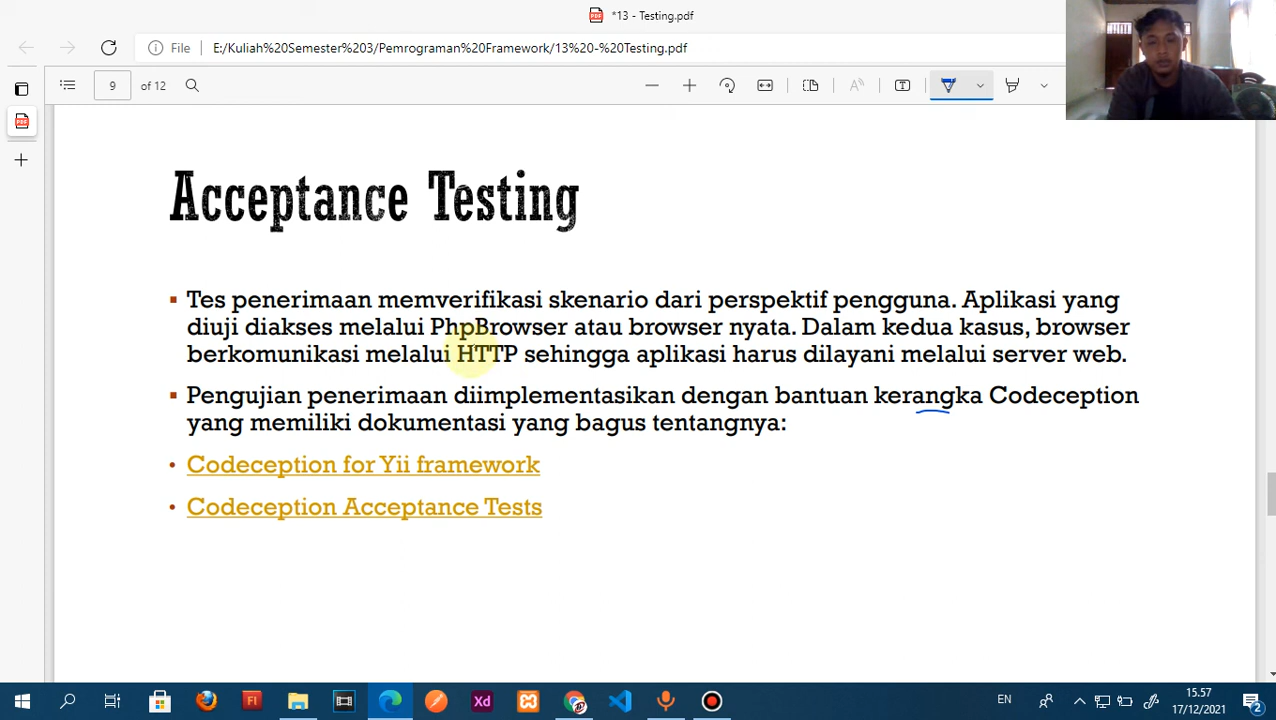 *13 - Testing.pdf
File E:/Kuliah%20Semester%203/Pemrograman%20Framework/13%20-%20Testing.pdf
9 of 12
Acceptance Testing
▪ Tes penerimaan memverifikasi skenario dari perspektif pengguna. Aplikasi yang
diuji diakses melalui PhpBrowser atau browser nyata. Dalam kedua kasus, browser
berkomunikasi melalui HTTP sehingga aplikasi harus dilayani melalui server web.
▪ Pengujian penerimaan diimplementasikan dengan bantuan kerangka Codeception
yang memiliki dokumentasi yang bagus tentangnya:
• Codeception for Yii framework
• Codeception Acceptance Tests
Fl Xd EN 15.57
17/12/2021 2